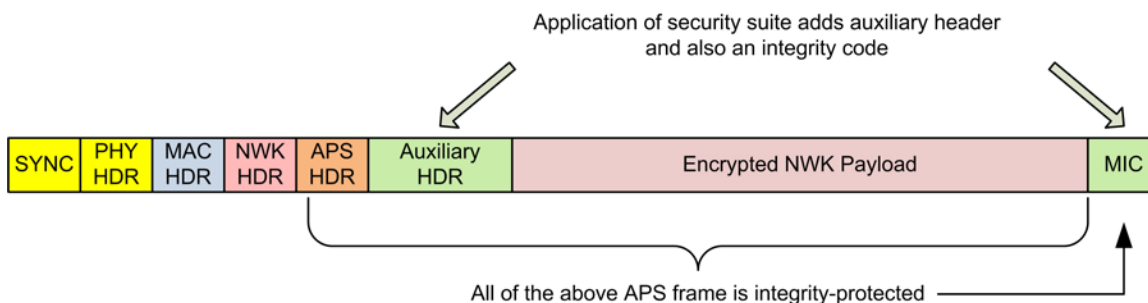 Application of security suite adds auxiliary header
and also an integrity code
SYNC
PHY
HDR
MAC
HDR
NWK
HDR
APS
HDR
Auxiliary
HDR
Encrypted NWK Payload
MIC
All of the above APS frame is integrity-protected